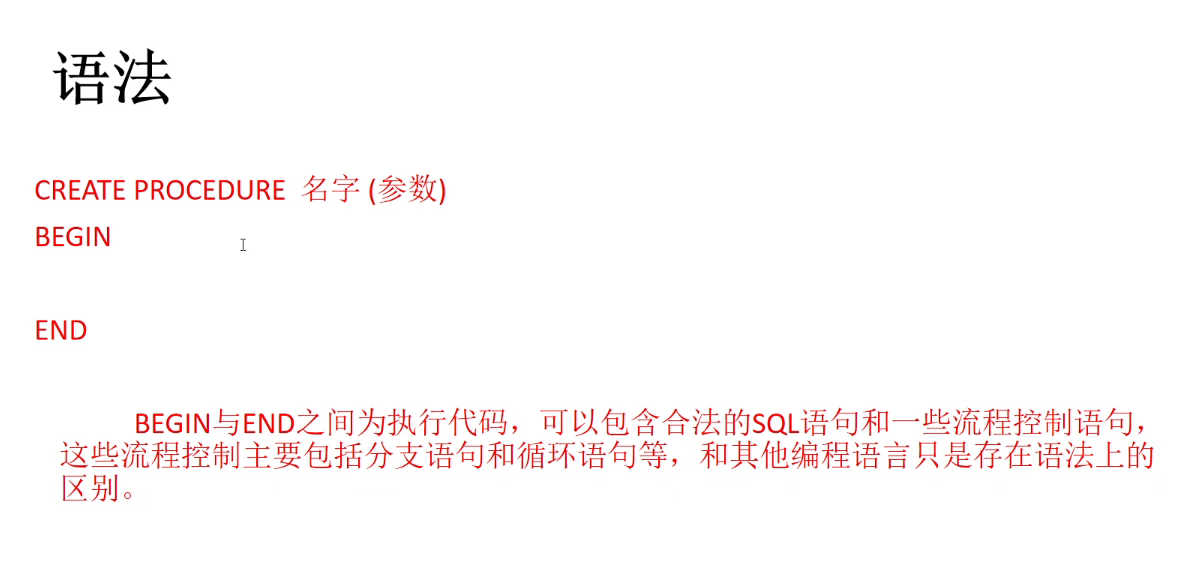 语法
CREATE PROCEDURE 名字 (参数)
BEGIN
END
BEGIN与END之间为执行代码，可以包含合法的SQL语句和一些流程控制语句，
这些流程控制主要包括分支语句和循环语句等，和其他编程语言只是存在语法上的
区别。